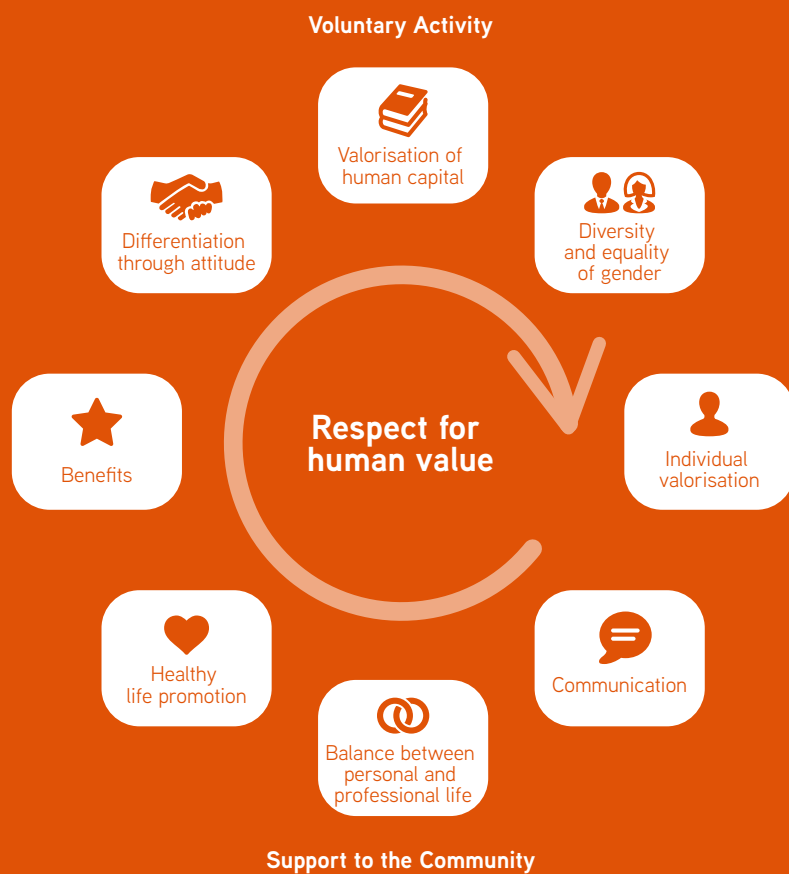 Voluntary Activity
Valorisation of
human capital
Differentiation
through attitude
Diversity
and equality
of gender
Respect for
human value
Benefits
Individual
valorisation
Healthy
life promotion
Communication
Balance between
personal and
professional life
Support to the Community